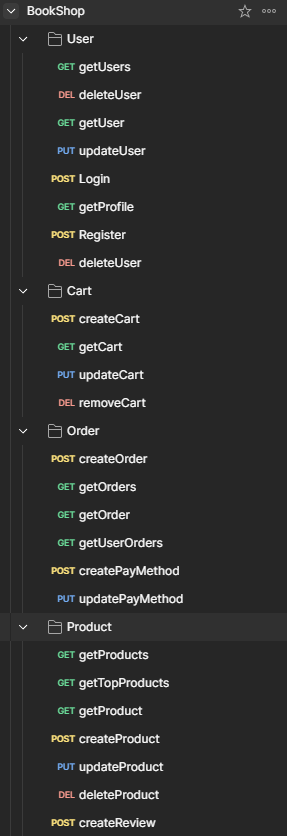 BookShop
User
GET getUsers
DEL deleteUser
GET getUser
PUT updateUser
POST Login
GET getProfile
POST Register
DEL deleteUser
Cart
POST createCart
GET getCart
PUT updateCart
DEL removeCart
Order
POST createOrder
GET getOrders
GET getOrder
GET getUserOrders
POST createPayMethod
PUT updatePayMethod
Product
GET getProducts
GET getTopProducts
GET getProduct
POST createProduct
PUT updateProduct
DEL deleteProduct
POST createReview